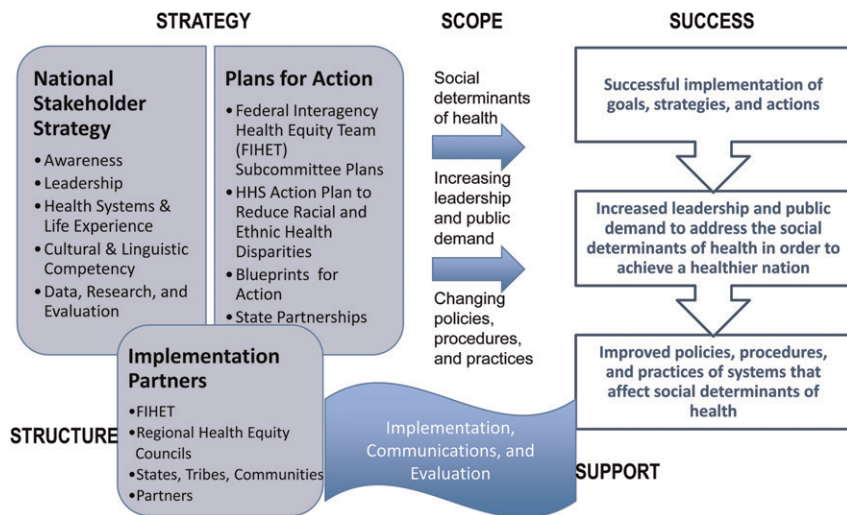 STRATEGY
SCOPE
SUCCESS
National
Stakeholder
Strategy
•Awareness
•Leadership
•Health Systems &
Life Experience
•Cultural & Linguistic
Competency
•Data, Research, and
Evaluation
Plans for Action
•Federal Interagency
Health Equity Team
(FIHET)
Subcommittee Plans
•HHS Action Plan to
Reduce Racial and
Ethnic Health
Disparities
•Blueprints for
Action
•State Partnerships
Implementation
Partners
•FIHET
•Regional Health Equity
Councils
•States, Tribes, Communities
•Partners
STRUCTURE
Social
determinants
of health
Increasing
leadership
and public
demand
Changing
policies,
procedures,
and practices
Implementation,
Communications, and
Evaluation
SUPPORT
Successful implementation of
goals, strategies, and actions
Increased leadership and public
demand to address the social
determinants of health in order to
achieve a healthier nation
Improved policies, procedures,
and practices of systems that
affect social determinants of
health